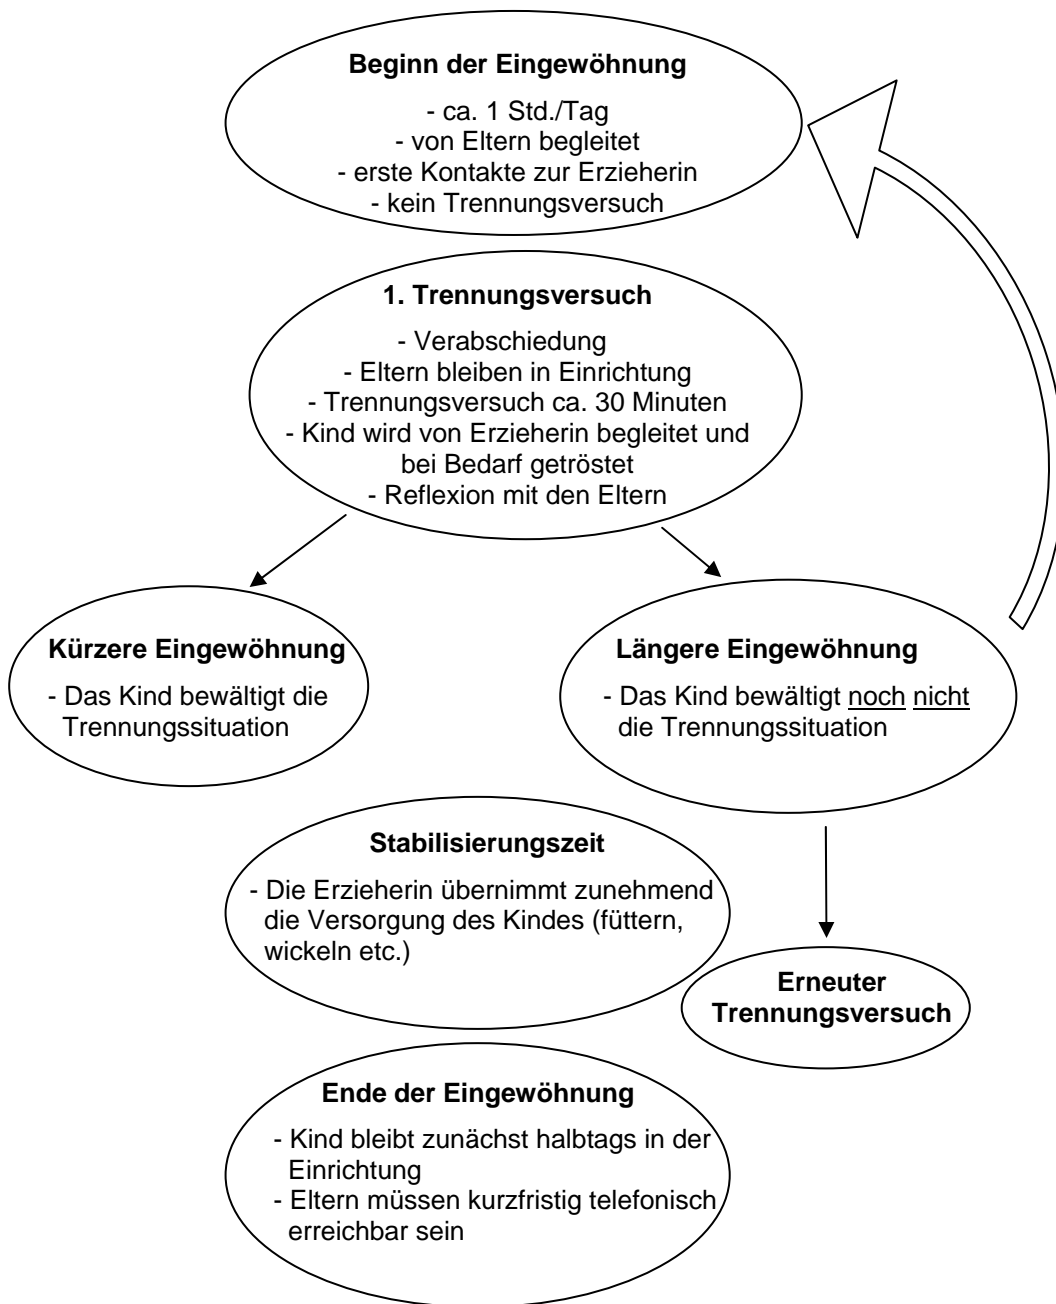 Beginn der Eingewöhnung
- ca. 1 Std./Tag
- von Eltern begleitet
- erste Kontakte zur Erzieherin
- kein Trennungsversuch
1. Trennungsversuch
- Verabschiedung
- Eltern bleiben in Einrichtung
- Trennungsversuch ca. 30 Minuten
- Kind wird von Erzieherin begleitet und
bei Bedarf getröstet
- Reflexion mit den Eltern
Kürzere Eingewöhnung
- Das Kind bewältigt die
Trennungssituation
Längere Eingewöhnung
- Das Kind bewältigt noch nicht
die Trennungssituation
Stabilisierungszeit
- Die Erzieherin übernimmt zunehmend
die Versorgung des Kindes (füttern,
wickeln etc.)
Erneuter
Trennungsversuch
Ende der Eingewöhnung
- Kind bleibt zunächst halbtags in der
Einrichtung
- Eltern müssen kurzfristig telefonisch
erreichbar sein